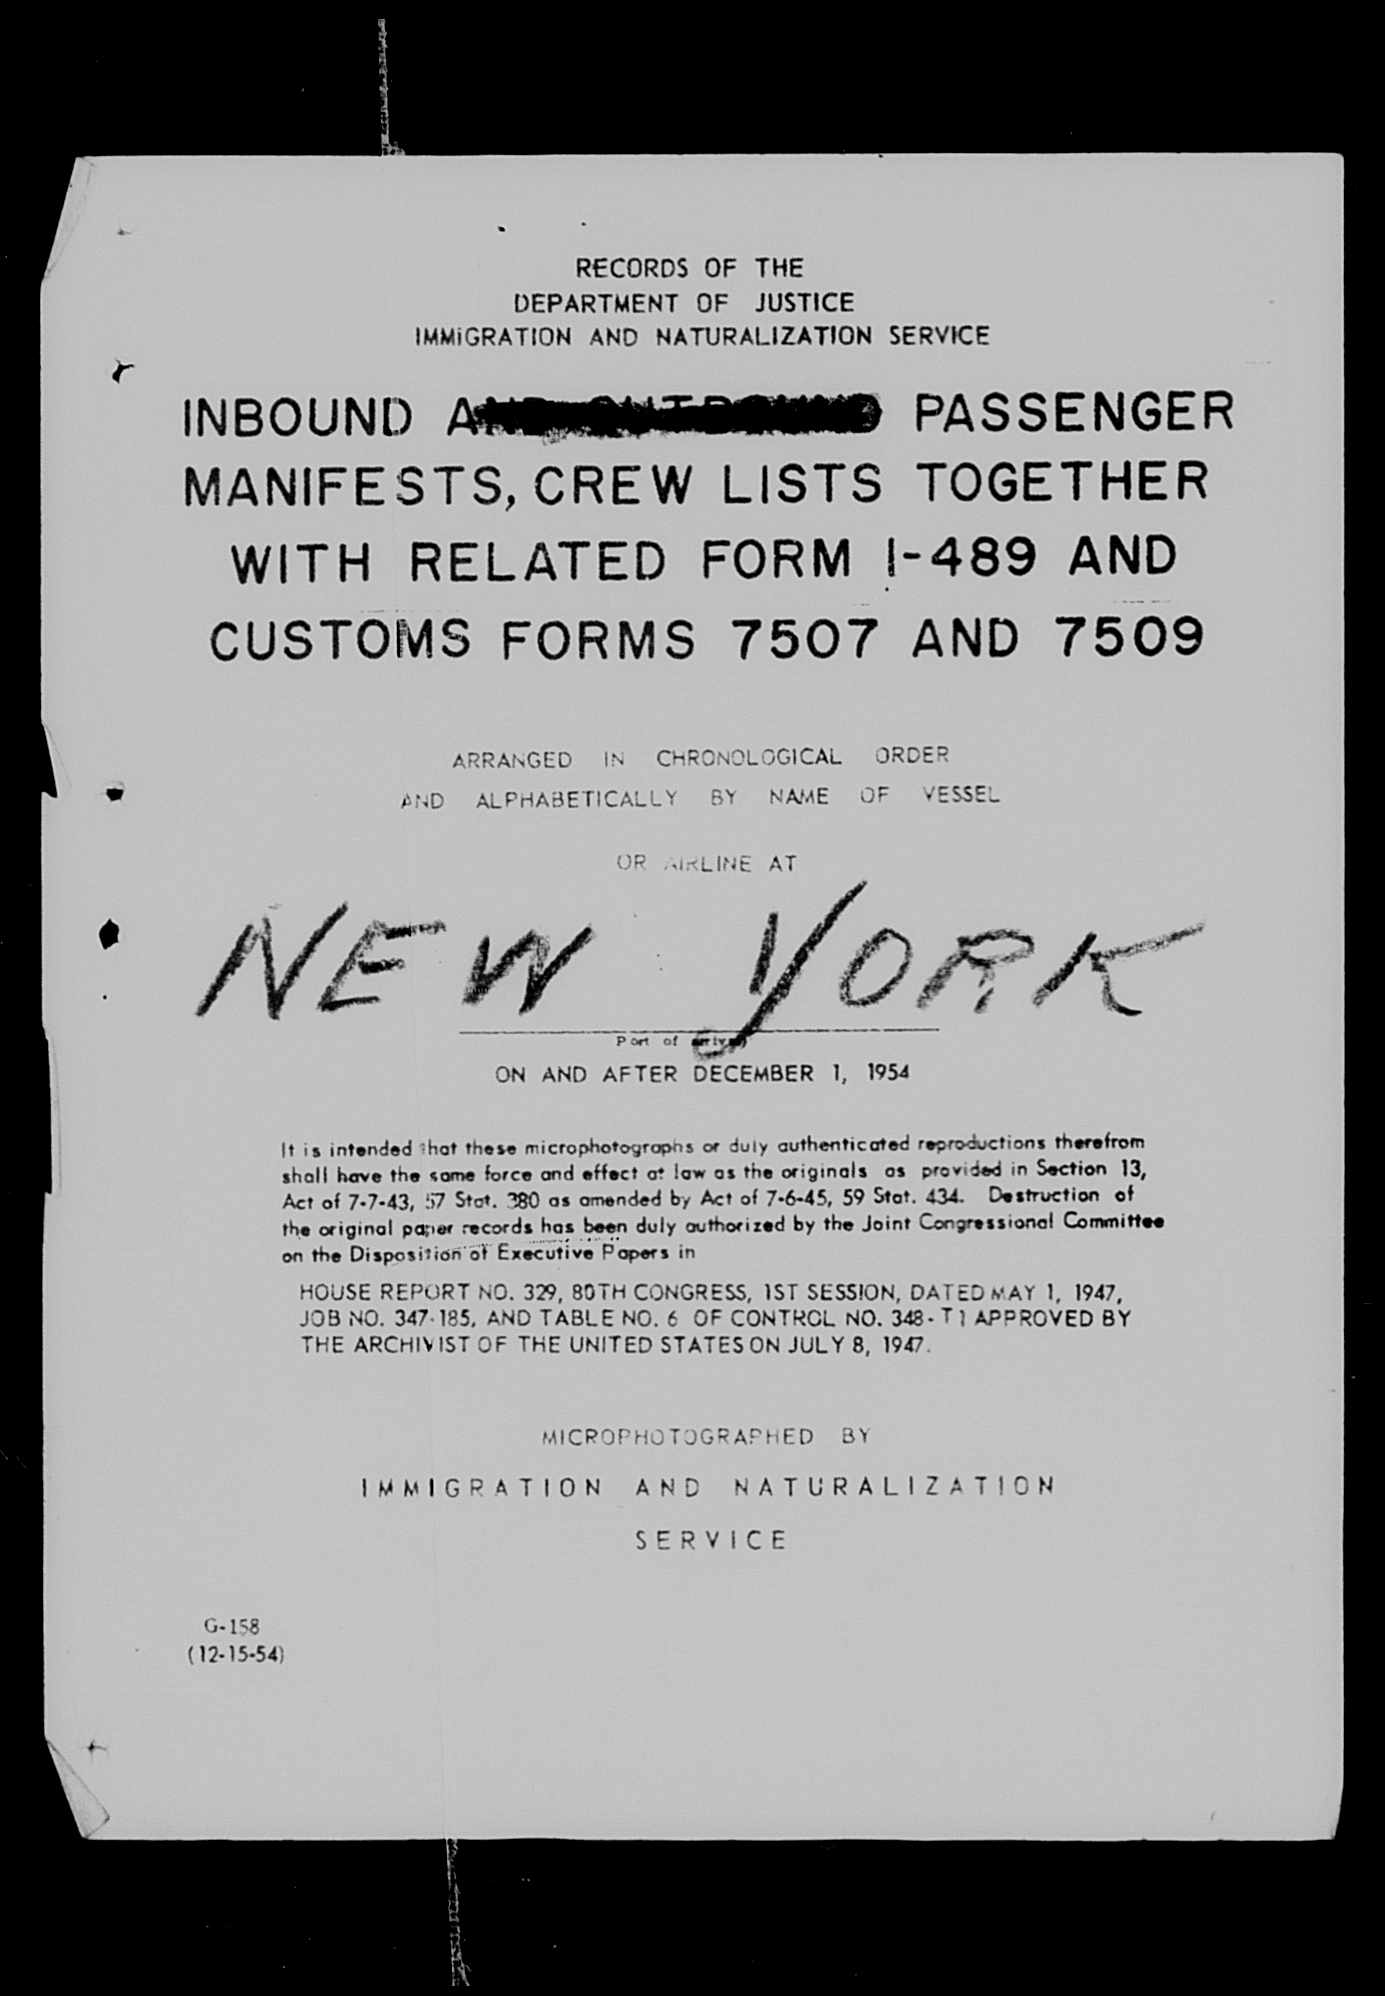 RECORDS OF THE
DEPARTMENT OF JUSTICE
IMMIGRATION AND NATURALIZATION SERVICE
INBOUND AND OUTBOUND PASSENGER
MANIFESTS, CREW LISTS TOGETHER
WITH RELATED FORM I-489 AND
CUSTOMS FORMS 7507 AND 7509
ARRANGED IN CHRONOLOGICAL ORDER
AND ALPHABETICALLY BY NAME OF VESSEL
OR AIRLINE AT
NEW YORK
Port of arrival)
ON AND AFTER DECEMBER 1, 1954
It is intended that these microphotographs or duly authenticated reproductions therefrom
shall have the same force and effect at law as the originals as provided in Section 13,
Act of 7-7-43, 57 Stat. 380 as amended by Act of 7-6-45, 59 Stat. 434. Destruction of
the original paper records has been duly authorized by the Joint Congressional Committee
on the Disposition of Executive Papers in
HOUSE REPORT NO. 329, 80TH CONGRESS, 1ST SESSION, DATED MAY 1, 1947,
JOB NO. 347-185, AND TABLE NO. 6 OF CONTROL NO. 348-T1 APPROVED BY
THE ARCHIVIST OF THE UNITED STATES ON JULY 8, 1947.
MICROPHOTOGRAPHED BY
IMMIGRATION AND NATURALIZATION
SERVICE
G-158
(12-15-54)